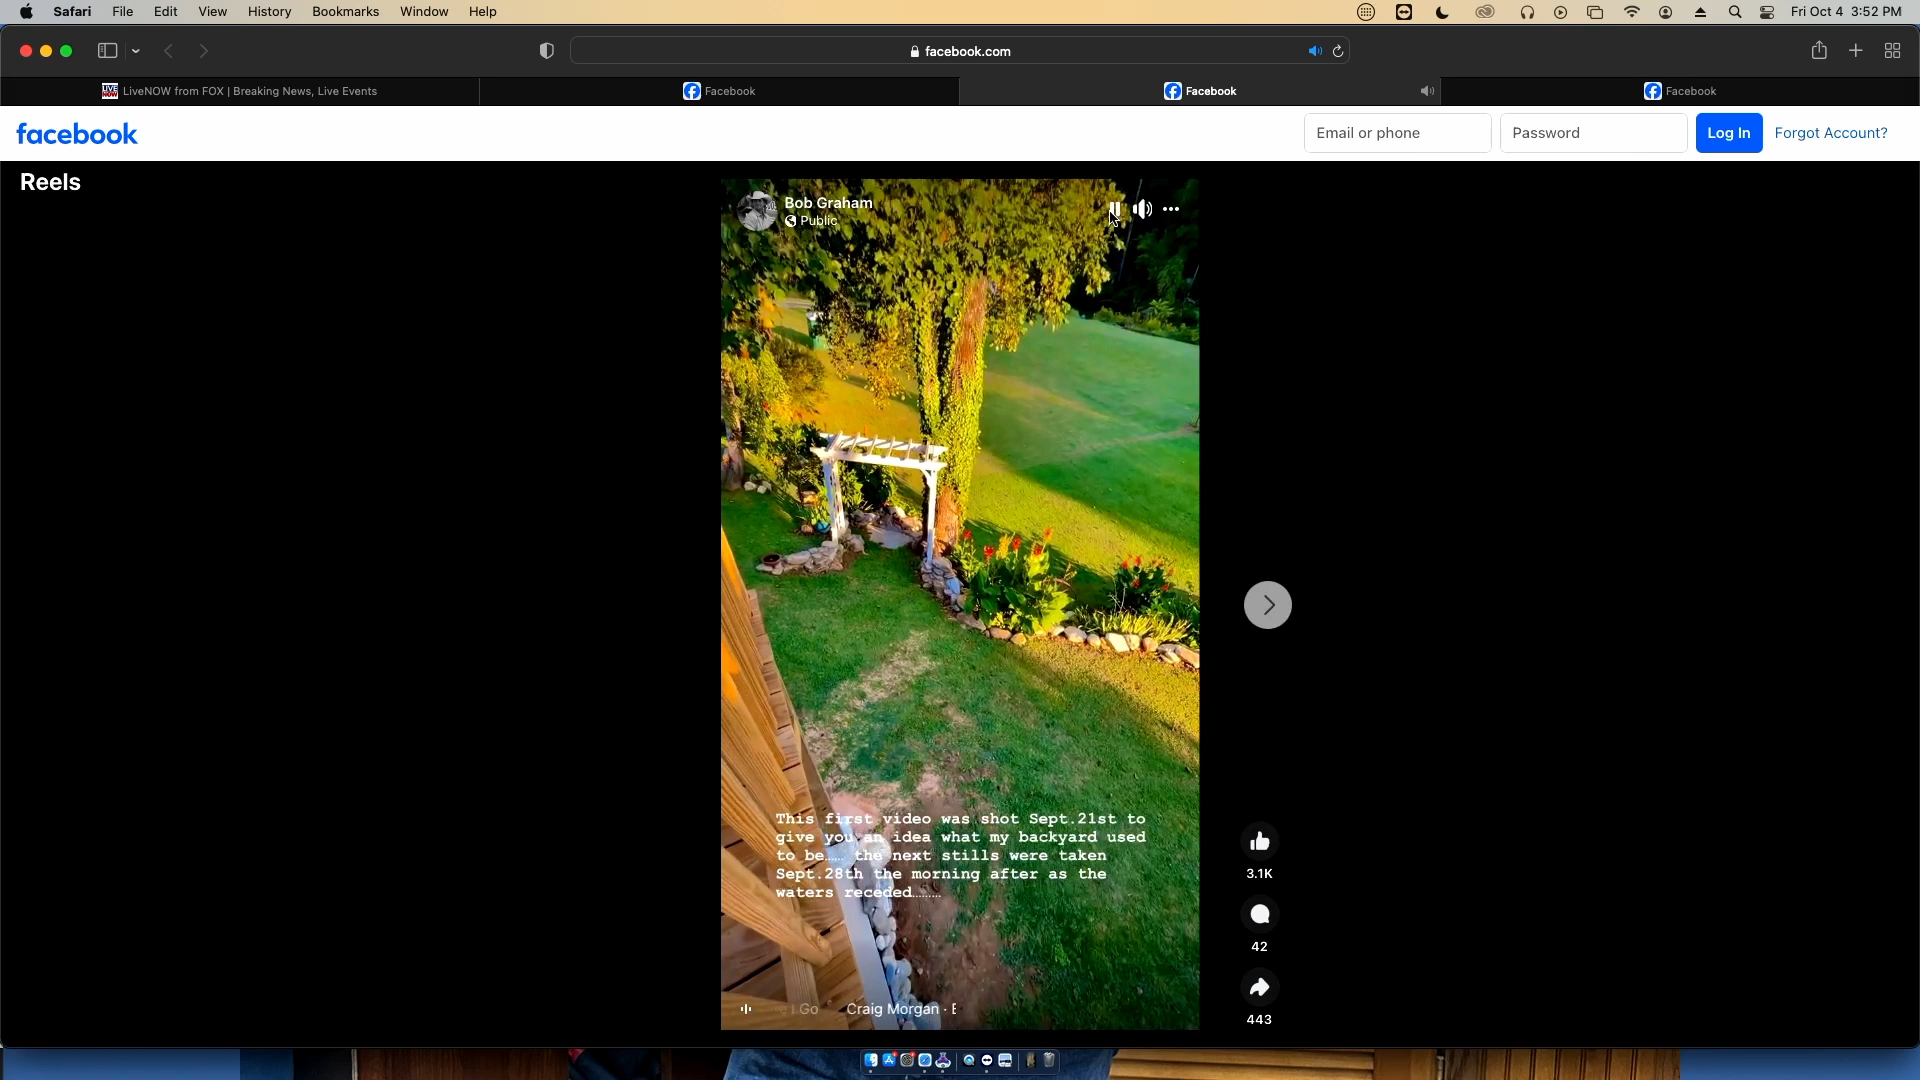 Safari File Edit View History Bookmarks Window Help Fri Oct 4 3:52 PM
facebook.com
LIVE NOW LiveNOW from FOX | Breaking News, Live Events Facebook Facebook Facebook
facebook Email or phone Password Log In Forgot Account?
Reels
Bob Graham
Public
This first video was shot Sept.21st to
give you an idea what my backyard used
to be...... the next stills were taken
Sept.28th the morning after as the
waters receded.........
3.1K
42
443
I Go Craig Morgan ·